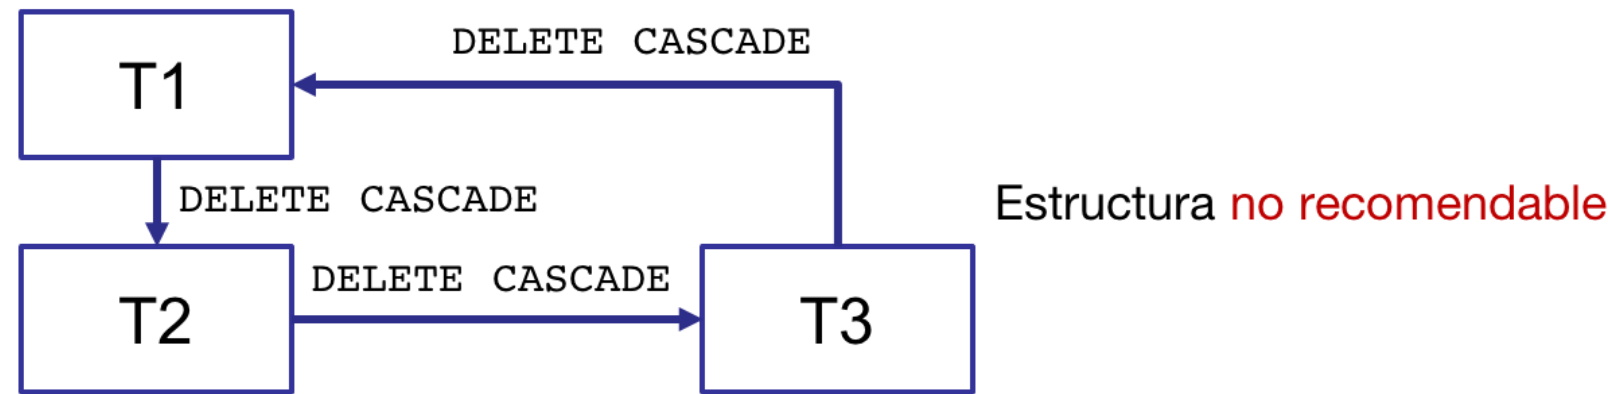 DELETE CASCADE
T1
DELETE CASCADE
Estructura no recomendable
DELETE CASCADE
T2
T3